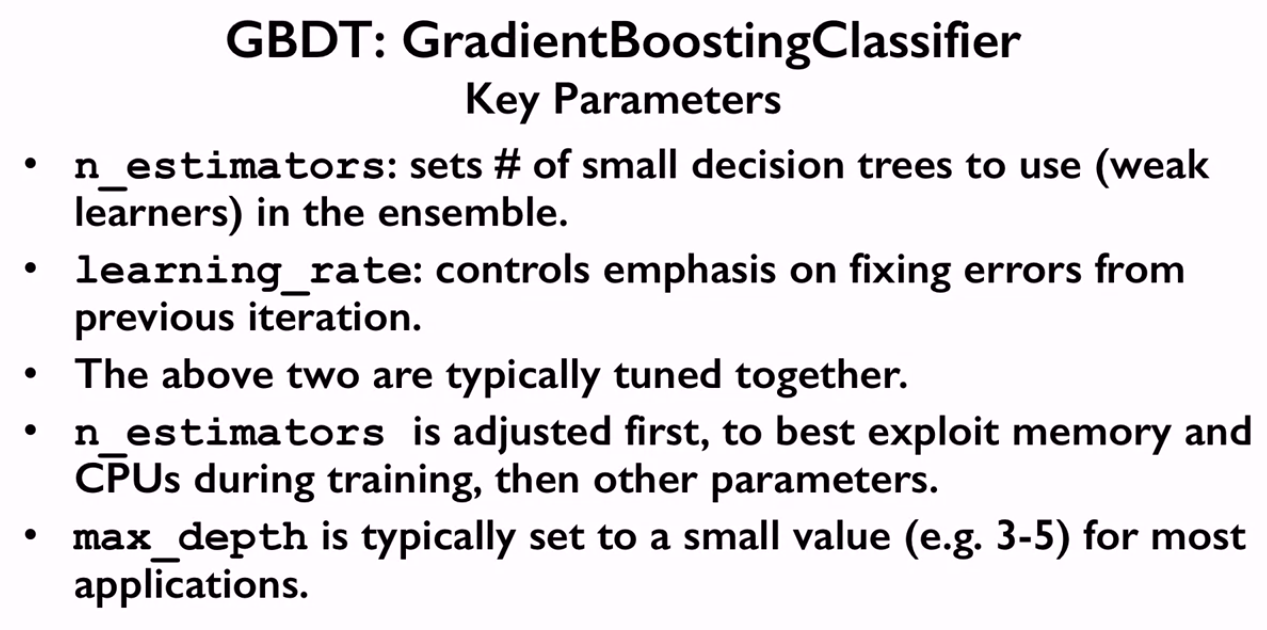 GBDT: GradientBoostingClassifier
Key Parameters
• n_estimators: sets # of small decision trees to use (weak
learners) in the ensemble.
• learning_rate: controls emphasis on fixing errors from
previous iteration.
• The above two are typically tuned together.
• n_estimators is adjusted first, to best exploit memory and
CPUs during training, then other parameters.
• max_depth is typically set to a small value (e.g. 3-5) for most
applications.